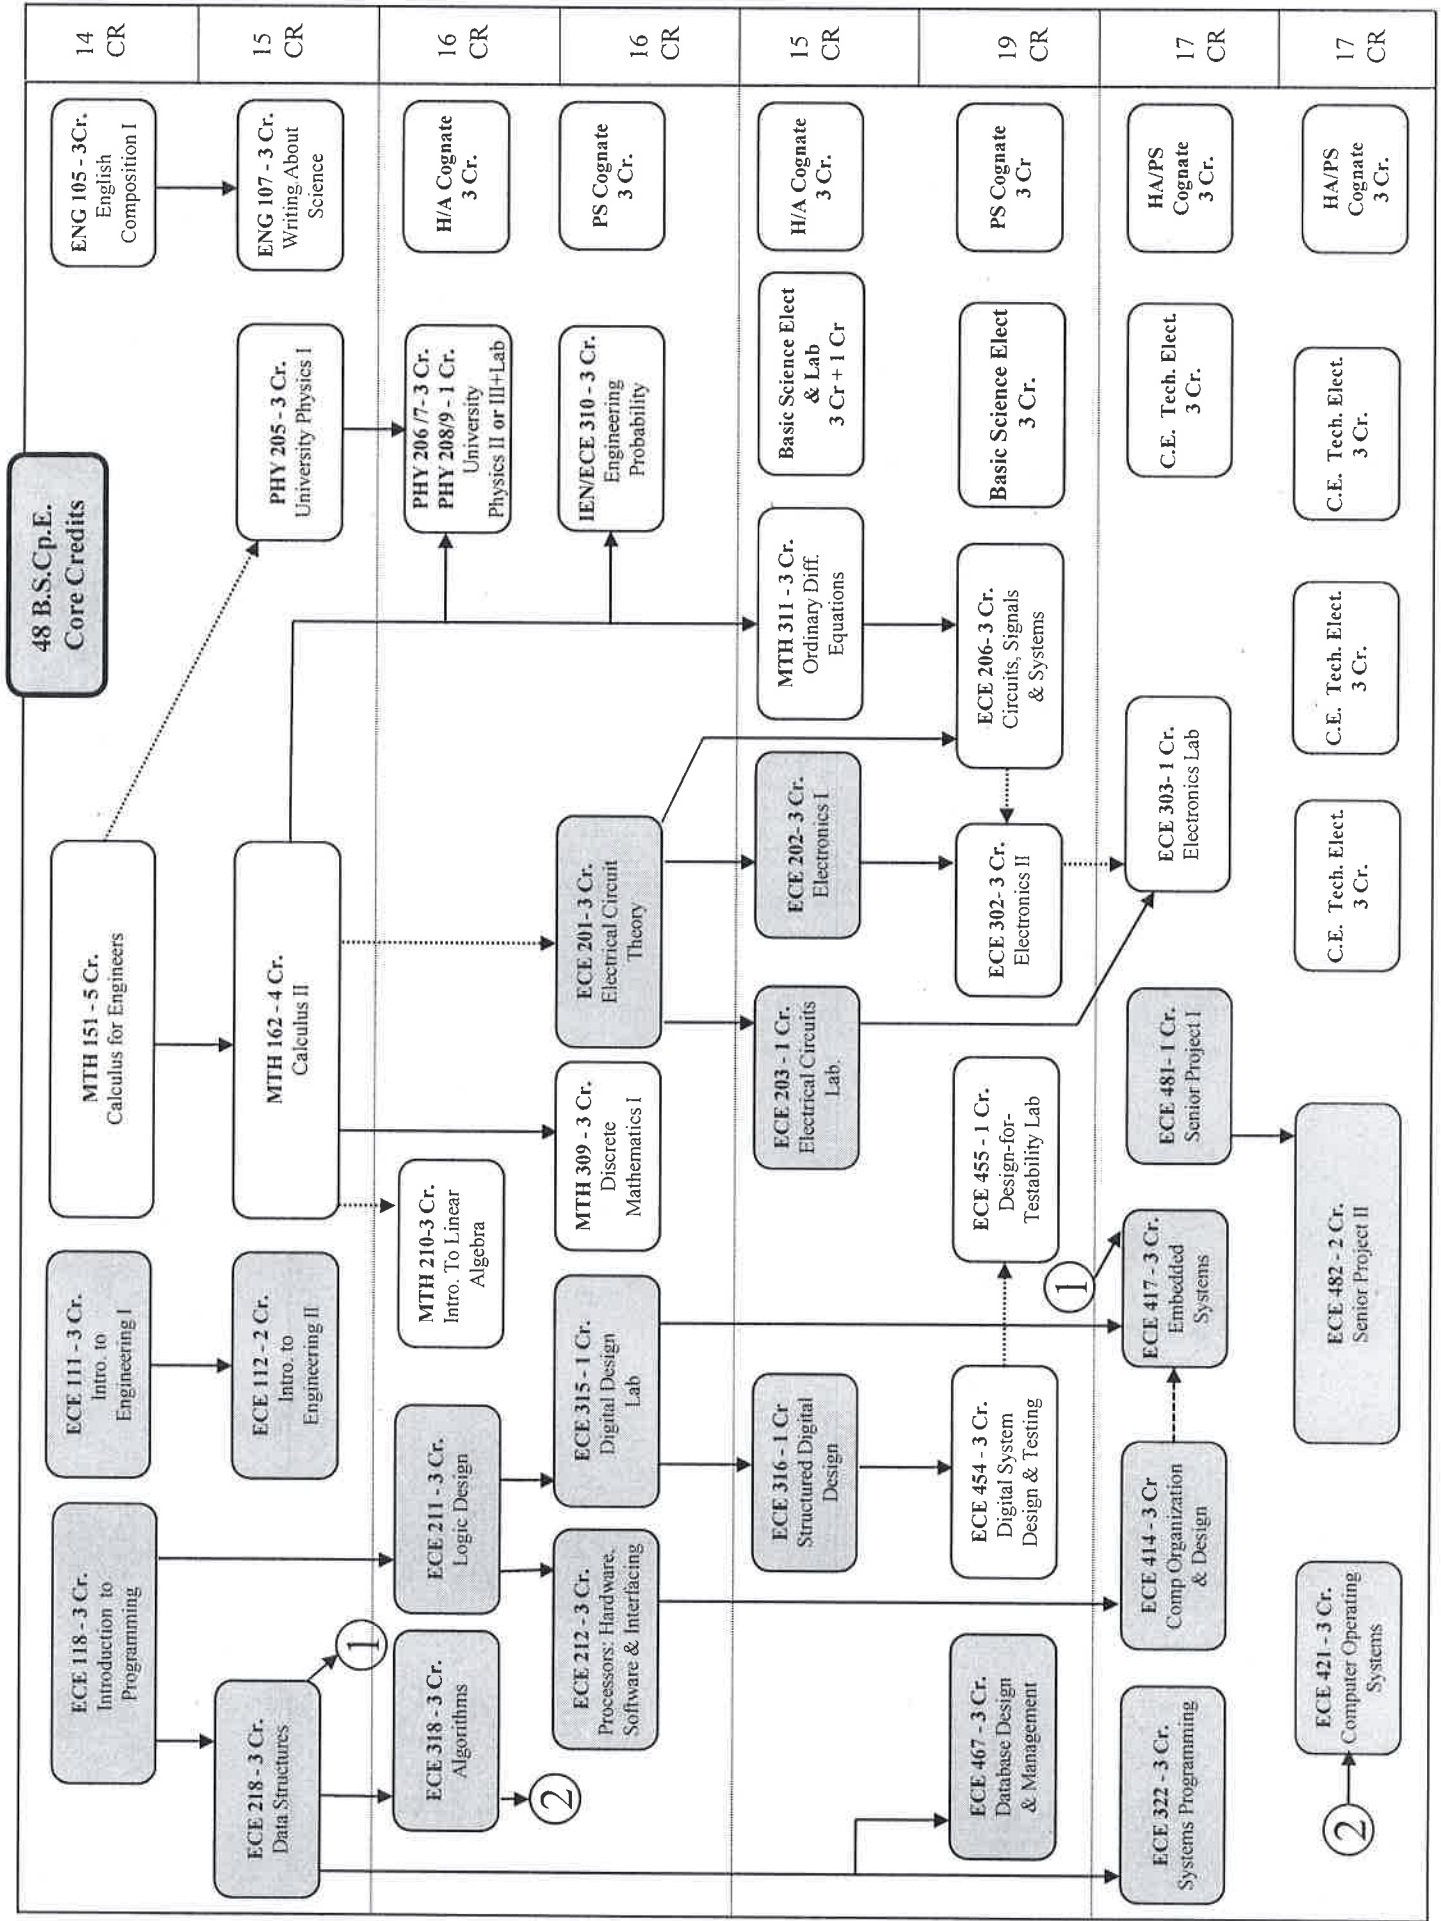 48 B.S.Cp.E.
Core Credits
ECE 118 - 3 Cr.
Introduction to
Programming
ECE 111 - 3 Cr.
Intro. to
Engineering I
MTH 151 - 5 Cr.
Calculus for Engineers
ENG 105 - 3Cr.
English
Composition I
14
CR
ECE 218 - 3 Cr.
Data Structures
1
ECE 112 - 2 Cr.
Intro. to
Engineering II
MTH 162 - 4 Cr.
Calculus II
PHY 205 - 3 Cr.
University Physics I
ENG 107 - 3 Cr.
Writing About
Science
15
CR
ECE 318 - 3 Cr.
Algorithms
ECE 211 - 3 Cr.
Logic Design
MTH 210-3 Cr.
Intro. To Linear
Algebra
PHY 206 /7- 3 Cr.
PHY 208/9 - 1 Cr.
University
Physics II or III+Lab
H/A Cognate
3 Cr.
16
CR
2
ECE 212 - 3 Cr.
Processors: Hardware,
Software & Interfacing
ECE 315 - 1 Cr.
Digital Design
Lab
MTH 309 - 3 Cr.
Discrete
Mathematics I
ECE 201- 3 Cr.
Electrical Circuit
Theory
IEN/ECE 310 - 3 Cr.
Engineering
Probability
PS Cognate
3 Cr.
16
CR
ECE 316 - 1 Cr
Structured Digital
Design
ECE 203 - 1 Cr.
Electrical Circuits
Lab.
ECE 202- 3 Cr.
Electronics I
MTH 311 - 3 Cr.
Ordinary Diff.
Equations
Basic Science Elect
& Lab
3 Cr + 1 Cr
H/A Cognate
3 Cr.
15
CR
ECE 467 - 3 Cr.
Database Design
& Management
ECE 454 - 3 Cr.
Digital System
Design & Testing
ECE 455 - 1 Cr.
Design-for-
Testability Lab
ECE 302- 3 Cr.
Electronics II
ECE 206- 3 Cr.
Circuits, Signals
& Systems
Basic Science Elect
3 Cr.
PS Cognate
3 Cr
19
CR
1
ECE 322 - 3 Cr.
Systems Programming
ECE 414 - 3 Cr
Comp Organization
& Design
ECE 417 - 3 Cr.
Embedded
Systems
ECE 481- 1 Cr.
Senior Project I
ECE 303- 1 Cr.
Electronics Lab
C.E. Tech. Elect.
3 Cr.
HA/PS
Cognate
3 Cr.
17
CR
2
ECE 421 - 3 Cr.
Computer Operating
Systems
ECE 482 - 2 Cr.
Senior Project II
C.E. Tech. Elect.
3 Cr.
C.E. Tech. Elect.
3 Cr.
C.E. Tech. Elect.
3 Cr.
HA/PS
Cognate
3 Cr.
17
CR